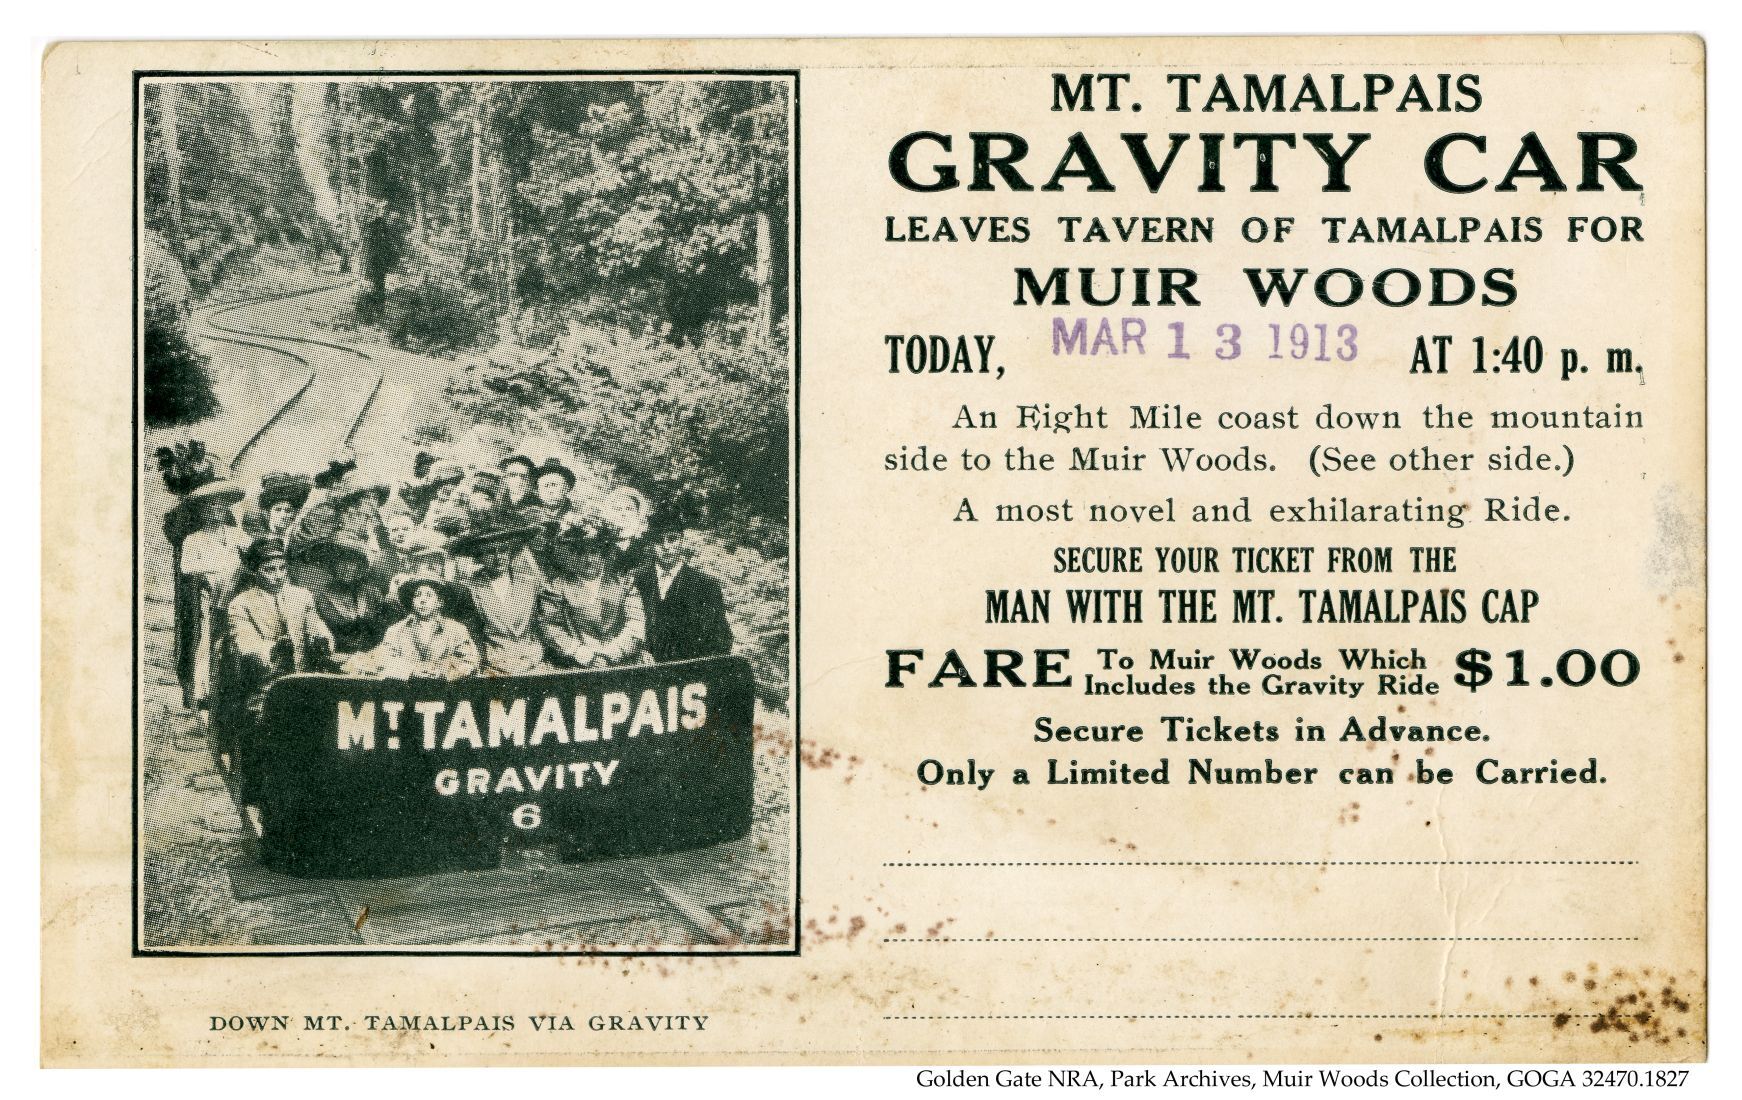 MT. TAMALPAIS
GRAVITY CAR
LEAVES TAVERN OF TAMALPAIS FOR
MUIR WOODS
TODAY, MAR 13 1913 AT 1:40 p. m.
An Eight Mile coast down the mountain
side to the Muir Woods. (See other side.)
A most novel and exhilarating Ride.
SECURE YOUR TICKET FROM THE
MAN WITH THE MT. TAMALPAIS CAP
FARE To Muir Woods Which
Includes the Gravity Ride $1.00
Secure Tickets in Advance.
Only a Limited Number can be Carried.
MT. TAMALPAIS
GRAVITY
6
DOWN MT. TAMALPAIS VIA GRAVITY
Golden Gate NRA, Park Archives, Muir Woods Collection, GOGA 32470.1827